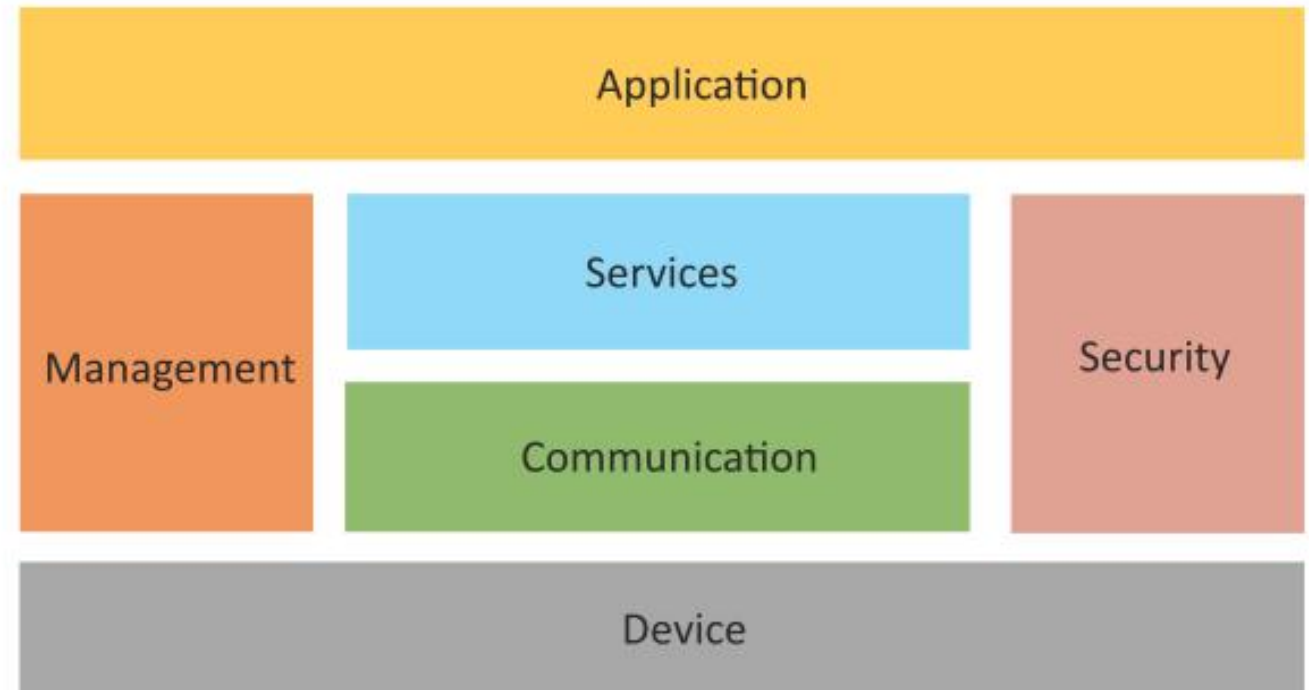 Application
Services
Management
Security
Communication
Device